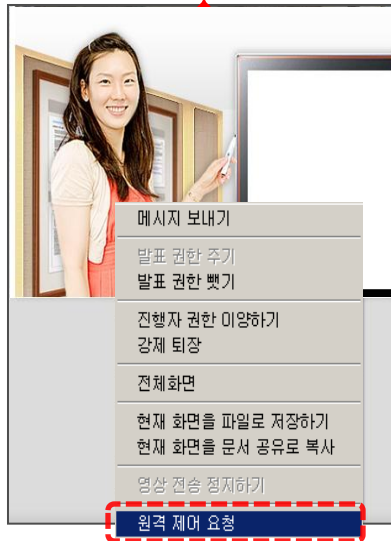 메시지 보내기
발표 권한 주기
발표 권한 뺏기
진행자 권한 이양하기
강제 퇴장
전체화면
현재 화면을 파일로 저장하기
현재 화면을 문서 공유로 복사
영상 전송 정지하기
원격 제어 요청